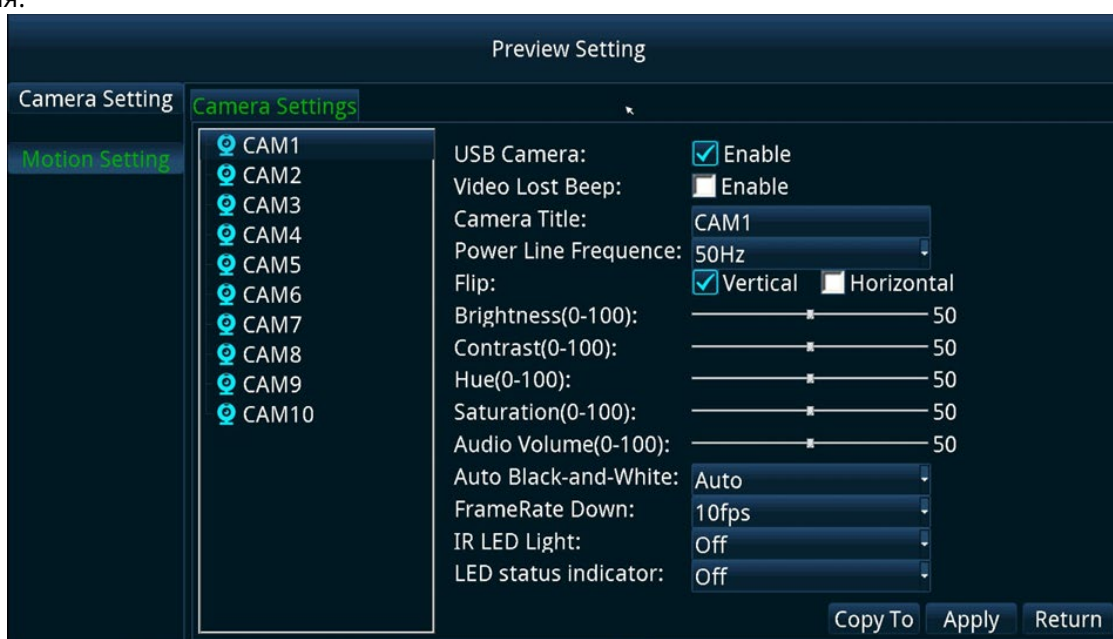 ия.
Preview Setting
Camera Setting
Motion Setting
Camera Settings
CAM1
CAM2
CAM3
CAM4
CAM5
CAM6
CAM7
CAM8
CAM9
CAM10
USB Camera: Enable
Video Lost Beep: Enable
Camera Title: CAM1
Power Line Frequence: 50Hz
Flip: Vertical Horizontal
Brightness(0-100): 50
Contrast(0-100): 50
Hue(0-100): 50
Saturation(0-100): 50
Audio Volume(0-100): 50
Auto Black-and-White: Auto
FrameRate Down: 10fps
IR LED Light: Off
LED status indicator: Off
Copy To Apply Return